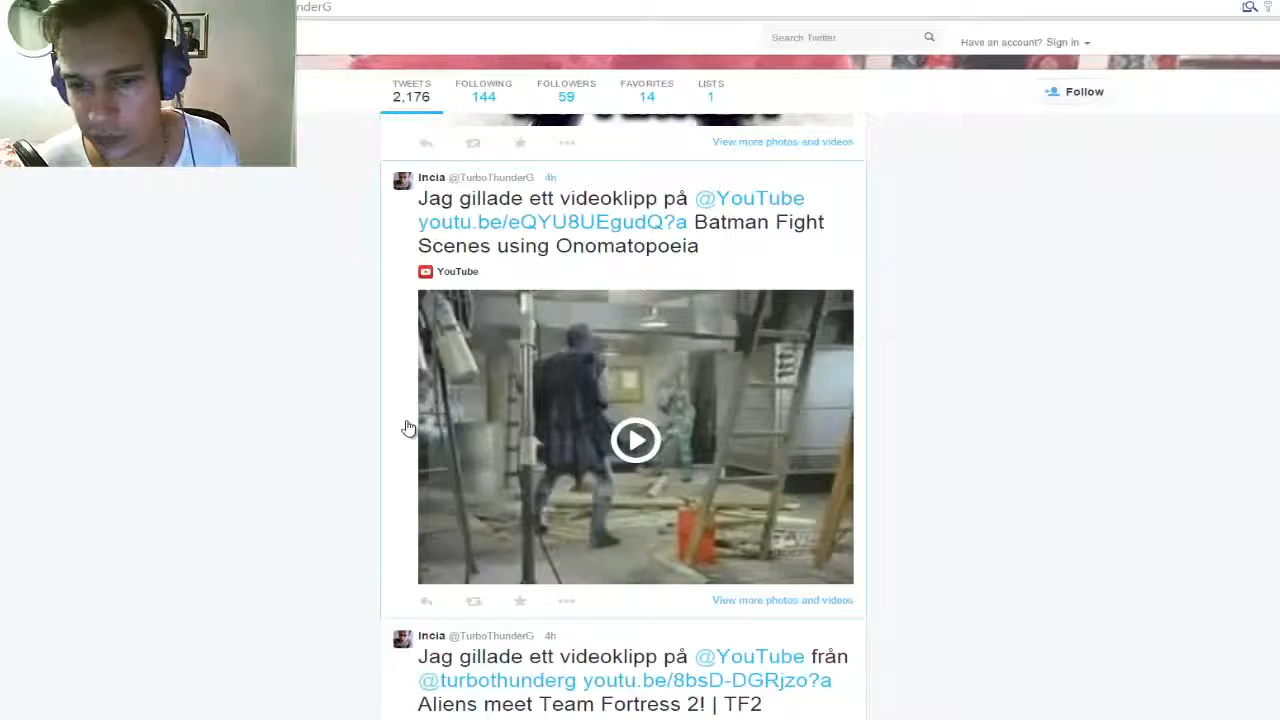 nderG
Search Twitter
Have an account? Sign in
TWEETS
FOLLOWING
FOLLOWERS
FAVORITES
LISTS
2,176
144
59
14
1
Follow
View more photos and videos
Incia @TurboThunderG 4h
Jag gillade ett videoklipp på @YouTube
youtu.be/eQYU8UEgudQ?a Batman Fight
Scenes using Onomatopoeia
YouTube
View more photos and videos
Incia @TurboThunderG 4h
Jag gillade ett videoklipp på @YouTube från
@turbothunderg youtu.be/8bsD-DGRjzo?a
Aliens meet Team Fortress 2! | TF2